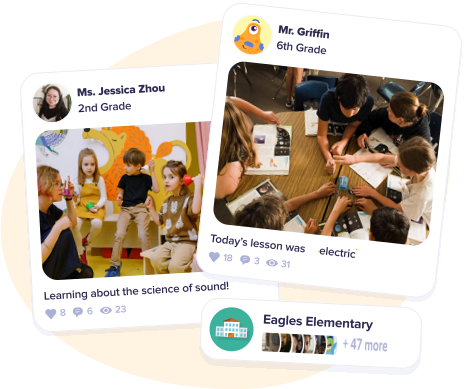 Ms. Jessica Zhou
2nd Grade
Learning about the science of sound!
8 6 23
Mr. Griffin
6th Grade
Today's lesson was electric
18 3 31
Eagles Elementary
+ 47 more